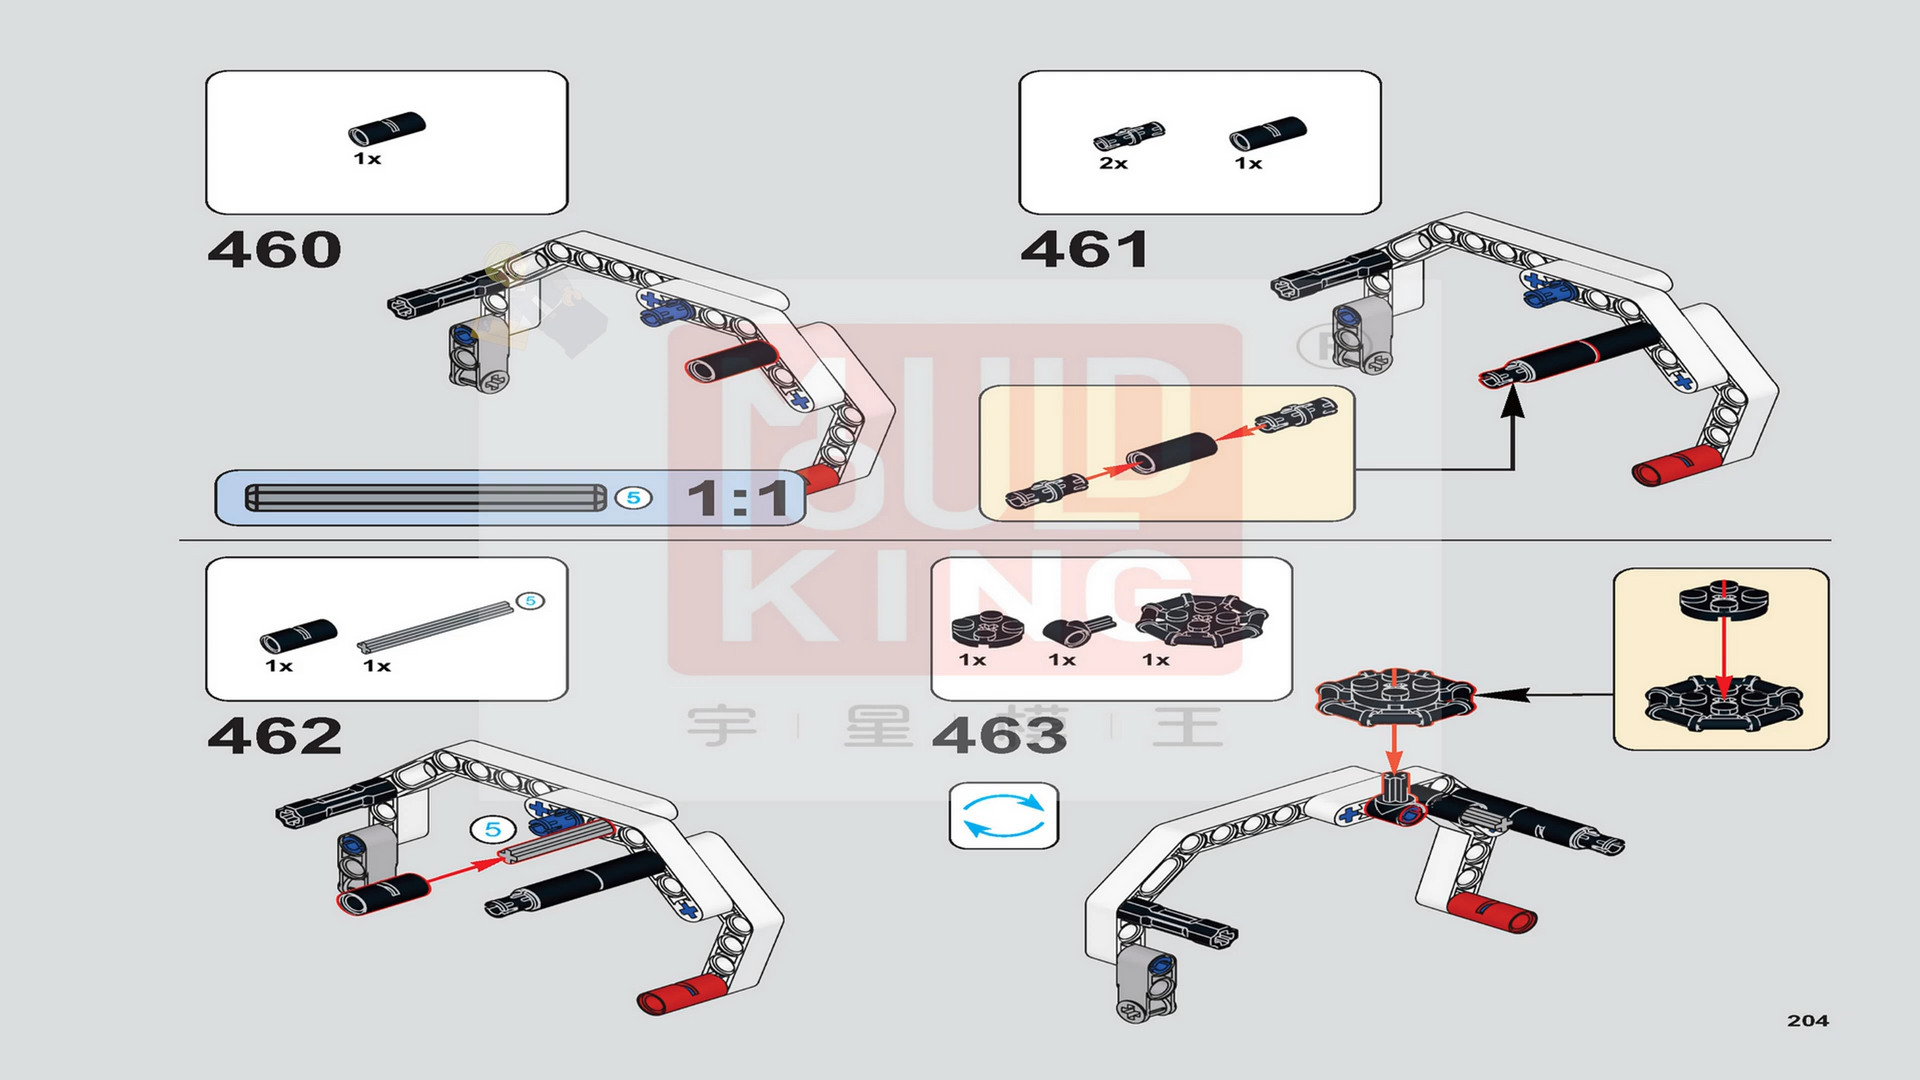 1x
460
5
1:1
2x
1x
461
1x
1x
5
462
5
1x
1x
1x
463
MOULD
KING
®
宇 | 星 | 模 | 王
204